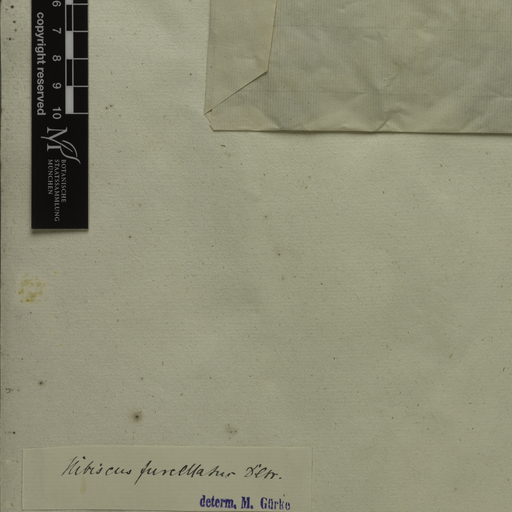 6 7 8 9 10
copyright reserved
BOTANISCHE
STAATSSAMMLUNG
MÜNCHEN
Hibiscus furcellatus Desr.
determ. M. Gürke